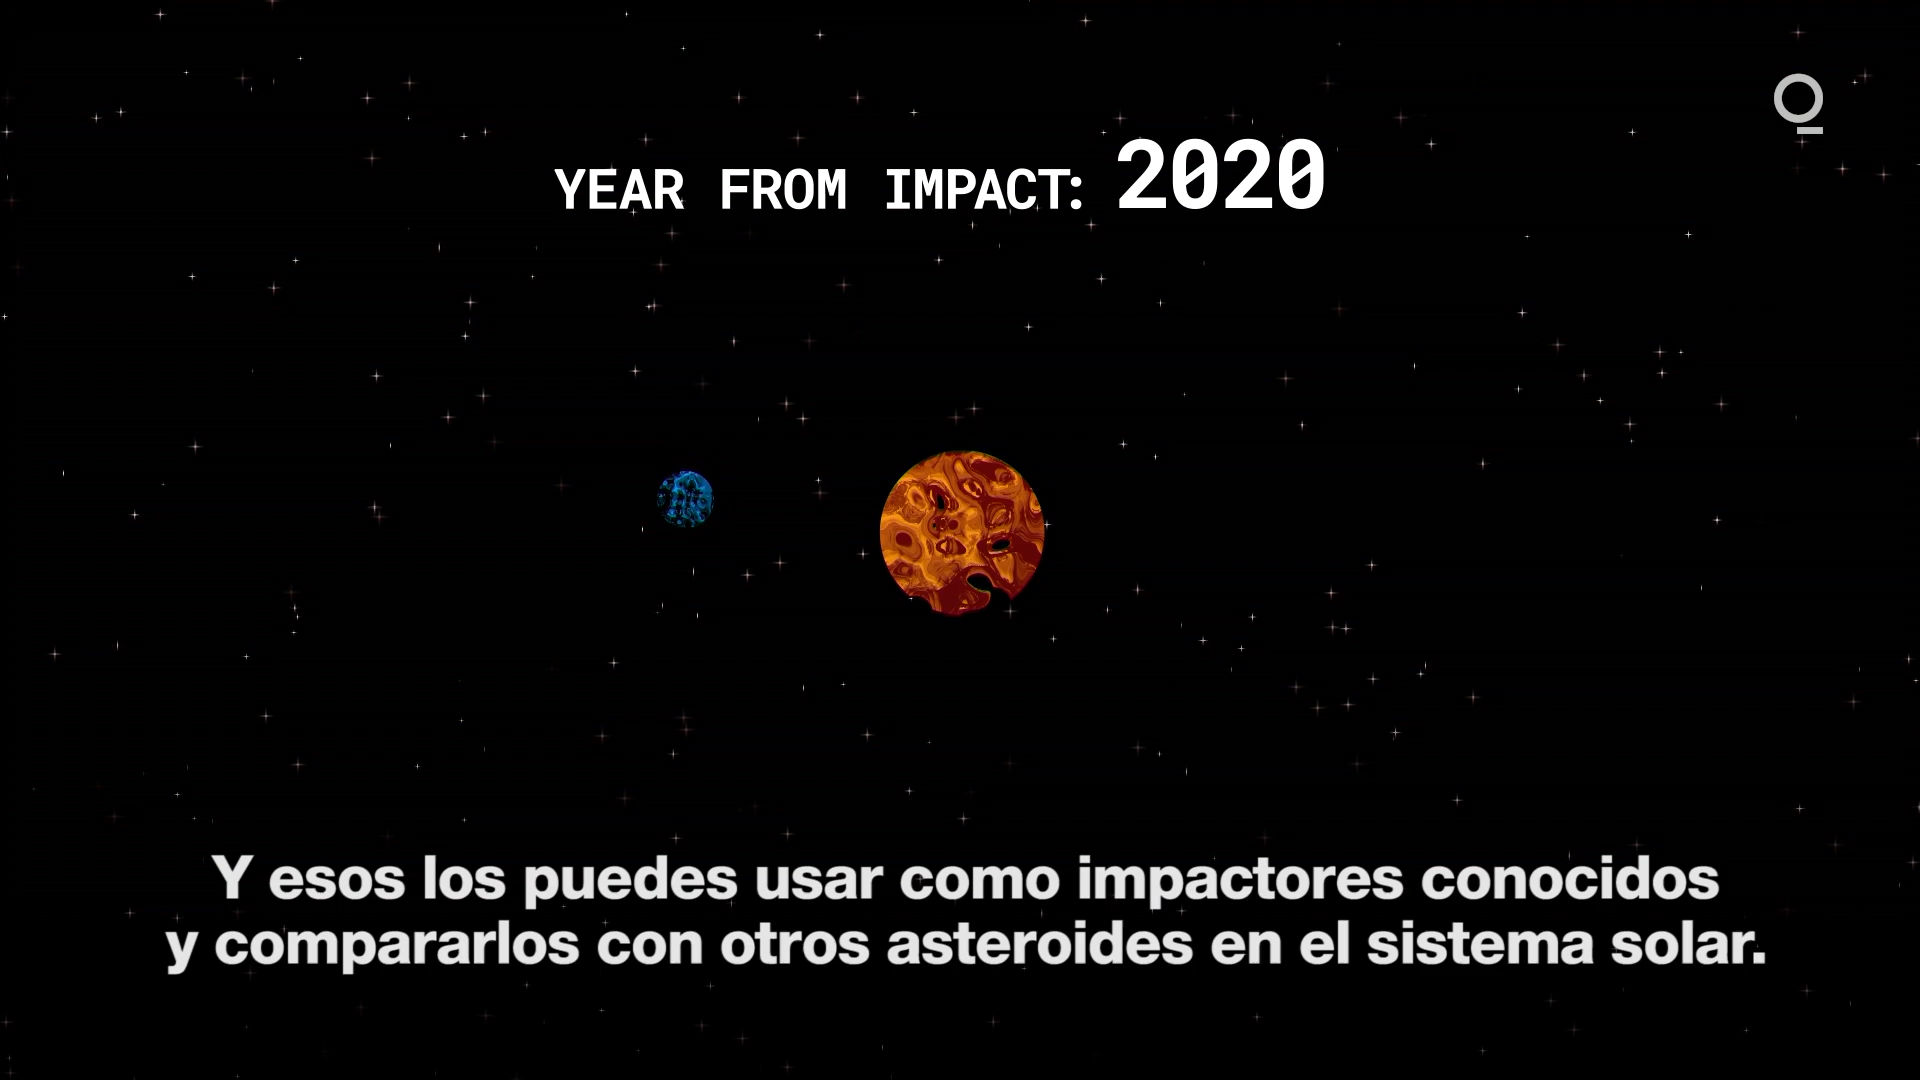 YEAR FROM IMPACT: 2020
Y esos los puedes usar como impactores conocidos
y compararlos con otros asteroides en el sistema solar.